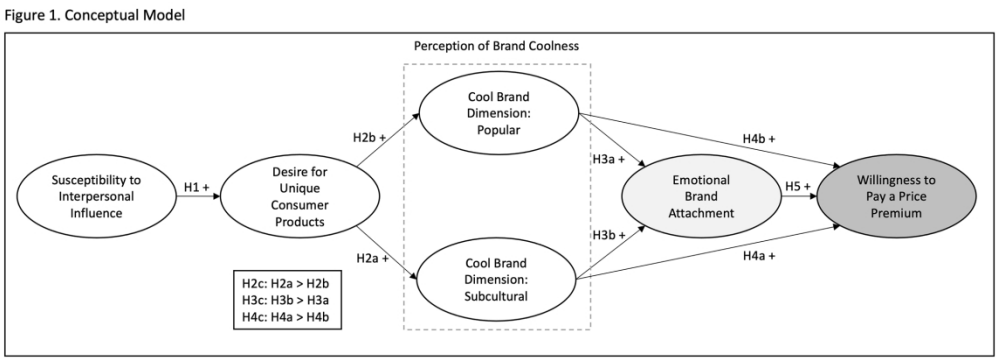 Figure 1. Conceptual Model
Perception of Brand Coolness
Cool Brand
Dimension:
Popular
H2b +
H4b +
H3a +
Susceptibility to
Interpersonal
Influence
H1 +
Desire for
Unique
Consumer
Products
Emotional
Brand
Attachment
H5 +
Willingness to
Pay a Price
Premium
H3b +
H2a +
H4a +
Cool Brand
Dimension:
Subcultural
H2c: H2a > H2b
H3c: H3b > H3a
H4c: H4a > H4b